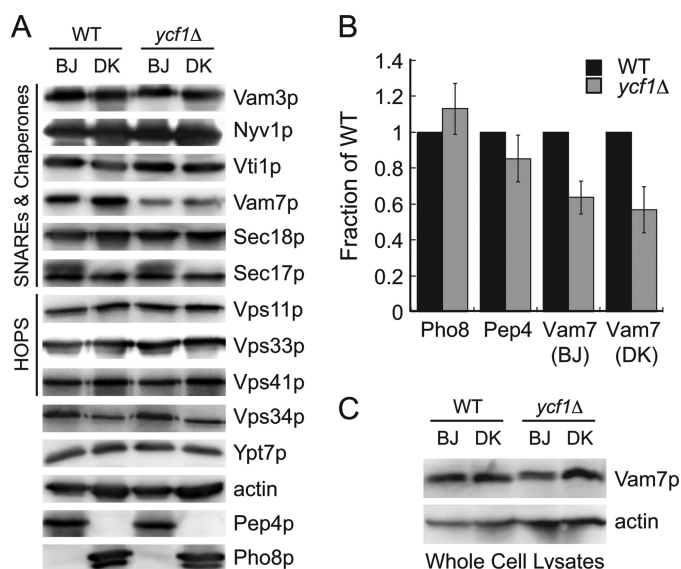 A
WT ycf1Δ
BJ DK BJ DK
SNAREs & Chaperones
Vam3p
Nyv1p
Vti1p
Vam7p
Sec18p
Sec17p
HOPS
Vps11p
Vps33p
Vps41p
Vps34p
Ypt7p
actin
Pep4p
Pho8p
B
Fraction of WT
1.4
1.2
1
0.8
0.6
0.4
0.2
0
WT
ycf1Δ
Pho8 Pep4 Vam7 Vam7
(BJ) (DK)
C
WT ycf1Δ
BJ DK BJ DK
Vam7p
actin
Whole Cell Lysates